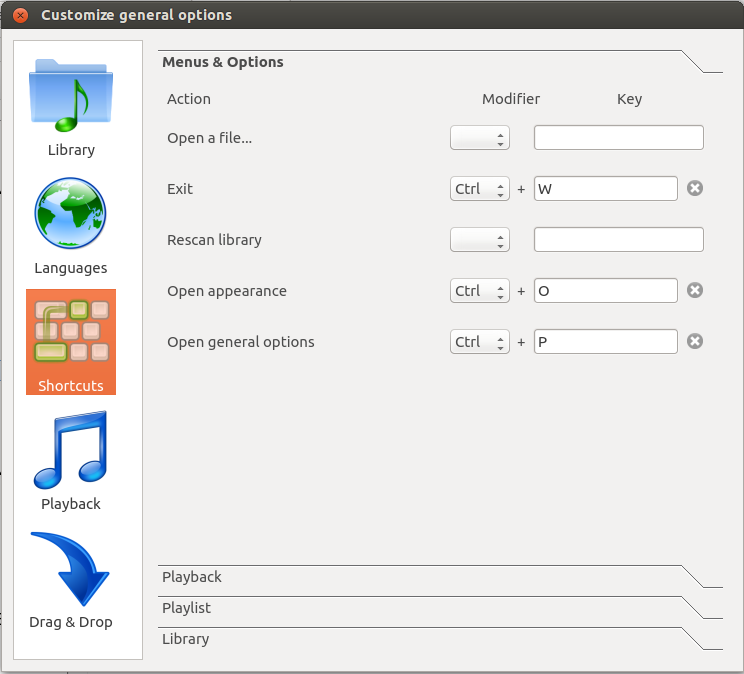 Customize general options
Library
Languages
Shortcuts
Playback
Drag & Drop
Menus & Options
Action Modifier Key
Open a file...
Exit Ctrl + W
Rescan library
Open appearance Ctrl + O
Open general options Ctrl + P
Playback
Playlist
Library